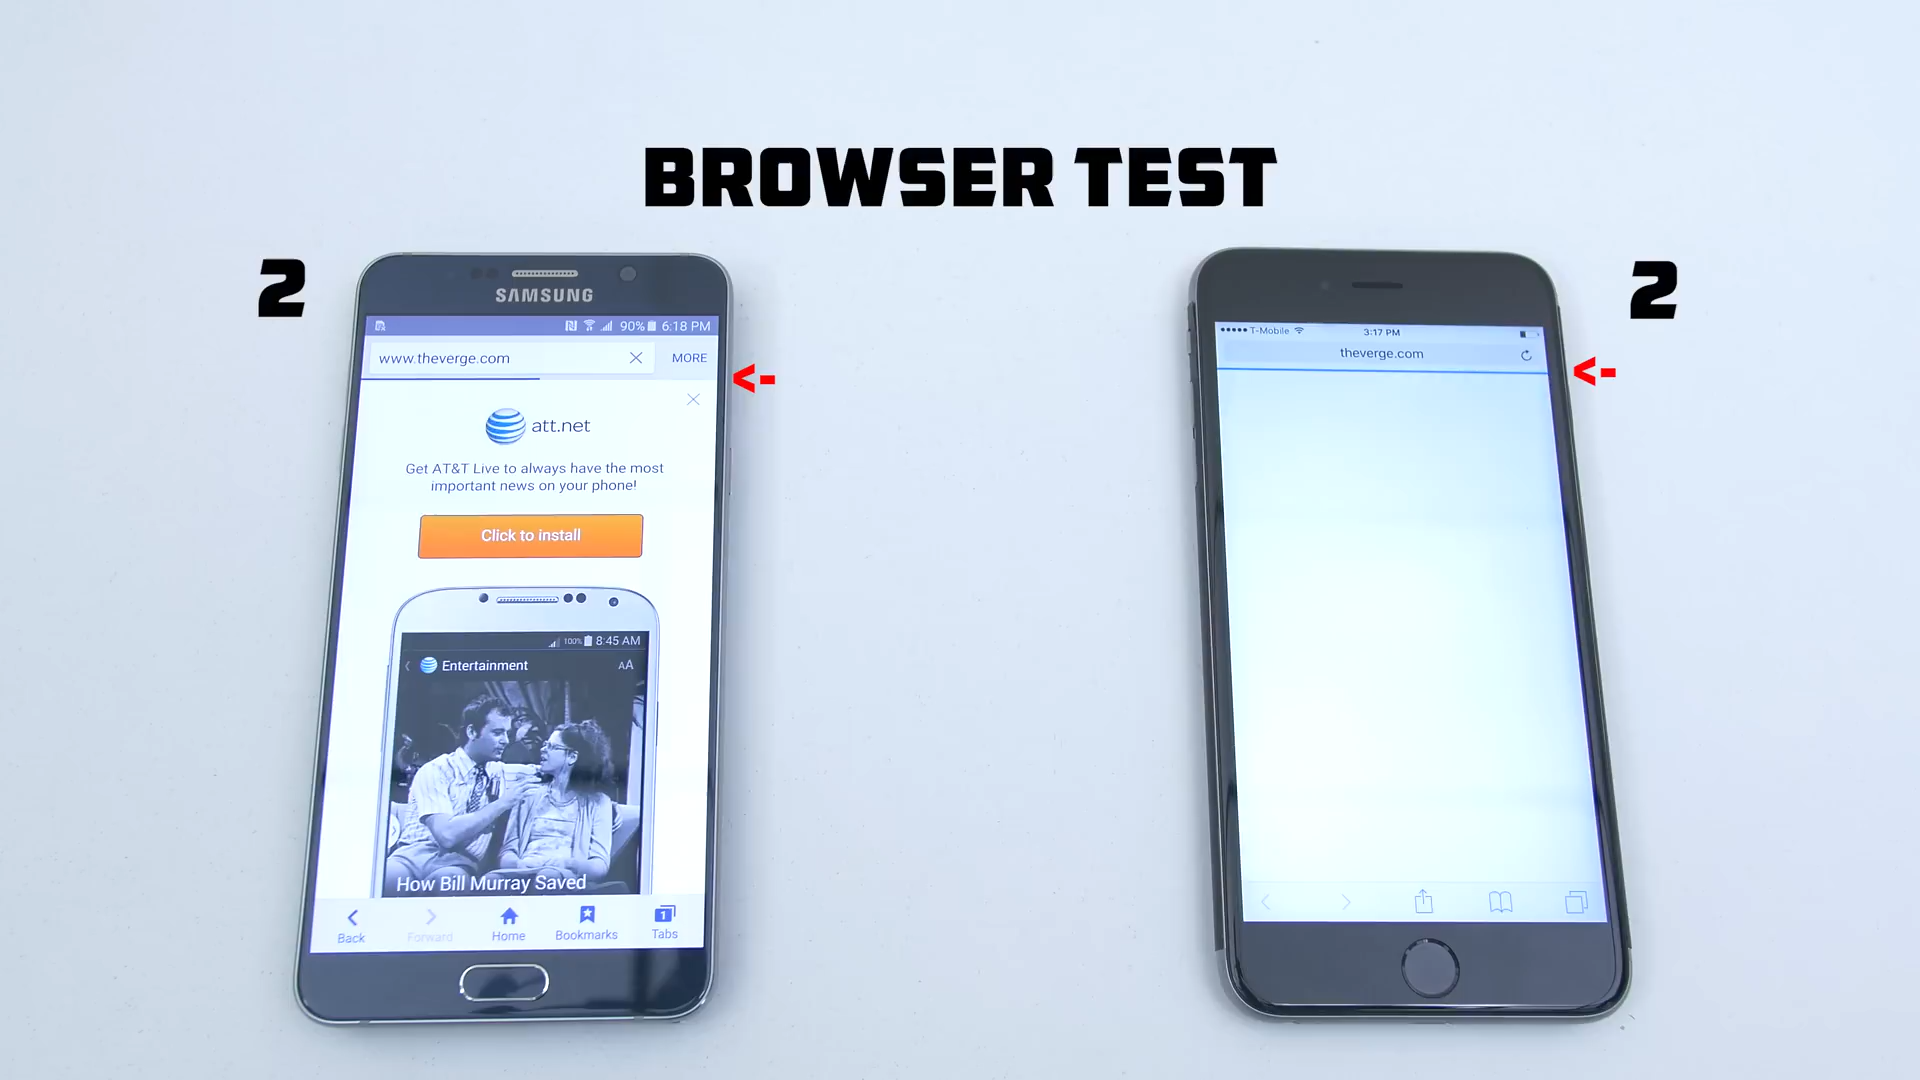 BROWSER TEST
2
SAMSUNG
90% 6:18 PM
www.theverge.com
MORE
<-
att.net
Get AT&T Live to always have the most
important news on your phone!
Click to install
100% 8:45 AM
Entertainment
AA
How Bill Murray Saved
Back
Forward
Home
Bookmarks
1
Tabs
2
T-Mobile
3:17 PM
theverge.com
<-